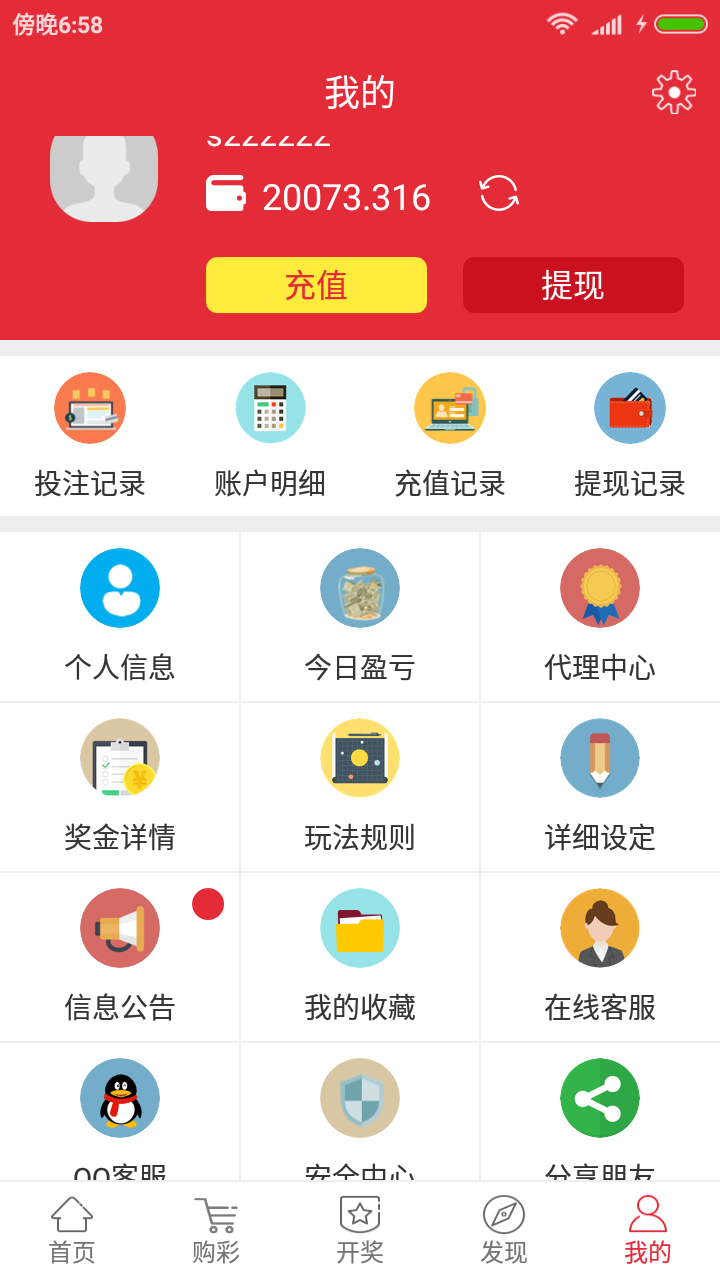 傍晚6:58
我的
s222222
20073.316
充值
提现
投注记录
账户明细
充值记录
提现记录
个人信息
今日盈亏
代理中心
奖金详情
玩法规则
详细设定
信息公告
我的收藏
在线客服
QQ客服
安全中心
分享朋友
首页
购彩
开奖
发现
我的